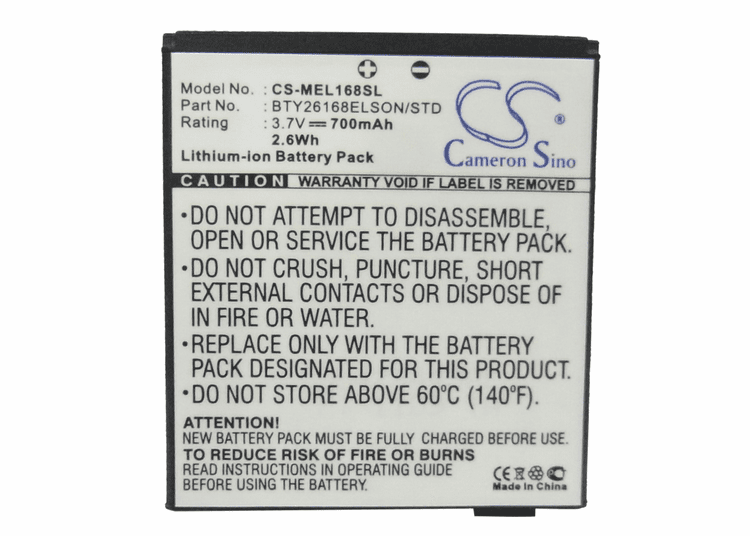 Model No. : CS-MEL168SL
BTY26168ELSON/STD
Rating : 3.7V 700mAh
2.6Wh
Lithium-ion Battery Pack
CS
®
Cameron Sino
CAUTION WARRANTY VOID IF LABEL IS REMOVED
•DO NOT ATTEMPT TO DISASSEMBLE,
OPEN OR SERVICE THE BATTERY PACK.
•DO NOT CRUSH, PUNCTURE, SHORT
EXTERNAL CONTACTS OR DISPOSE OF
IN FIRE OR WATER.
•REPLACE ONLY WITH THE BATTERY
PACK DESIGNATED FOR THIS PRODUCT.
•DO NOT STORE ABOVE 60°C (140°F).
ATTENTION!
NEW BATTERY PACK MUST BE FULLY CHARGED BEFORE USING.
TO REDUCE RISK OF FIRE OR BURNS
READ INSTRUCTIONS IN OPERATING GUIDE
BEFORE USING THE BATTERY.
CE
Made In China